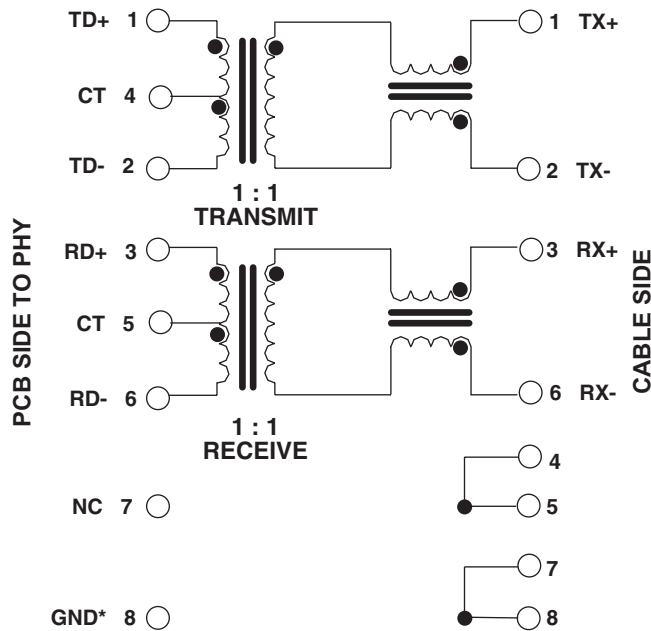 TD+ 1
1 TX+
CT 4
TD- 2
2 TX-
1 : 1
TRANSMIT
PCB SIDE TO PHY
RD+ 3
3 RX+
CT 5
CABLE SIDE
RD- 6
6 RX-
1 : 1
RECEIVE
4
NC 7
5
7
GND* 8
8